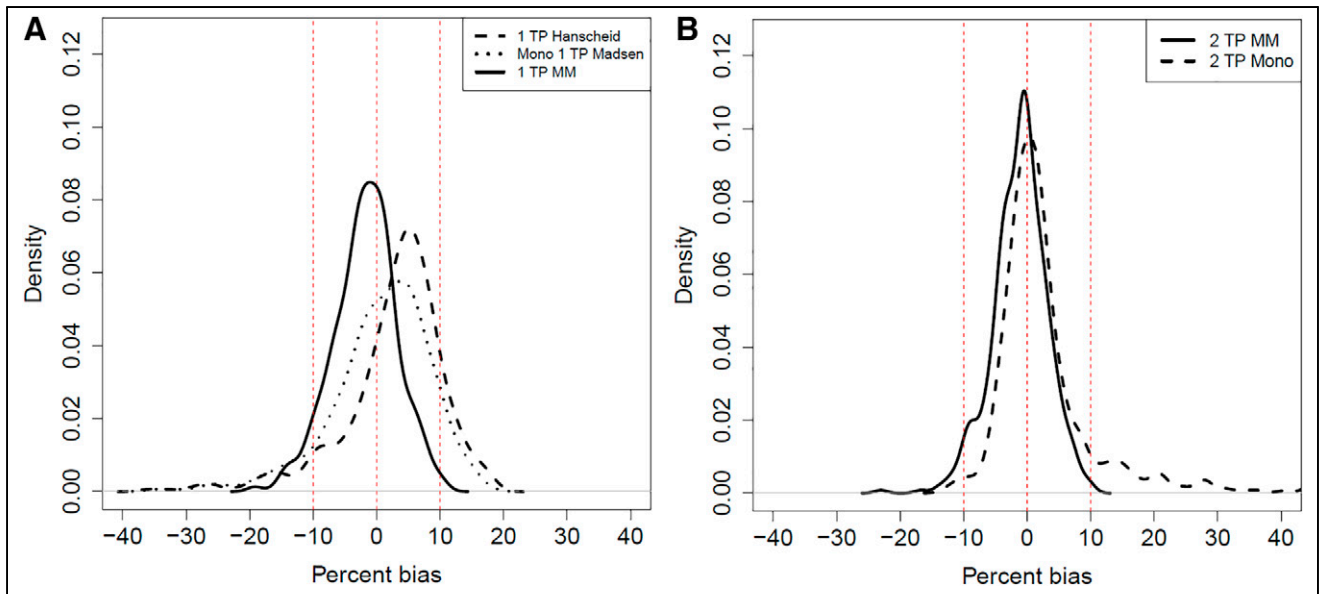 A
1 TP Hanscheid
Mono 1 TP Madsen
1 TP MM
Density
0.00 0.02 0.04 0.06 0.08 0.10 0.12
−40 −30 −20 −10 0 10 20 30 40
Percent bias
B
2 TP MM
2 TP Mono
Density
0.00 0.02 0.04 0.06 0.08 0.10 0.12
−40 −30 −20 −10 0 10 20 30 40
Percent bias